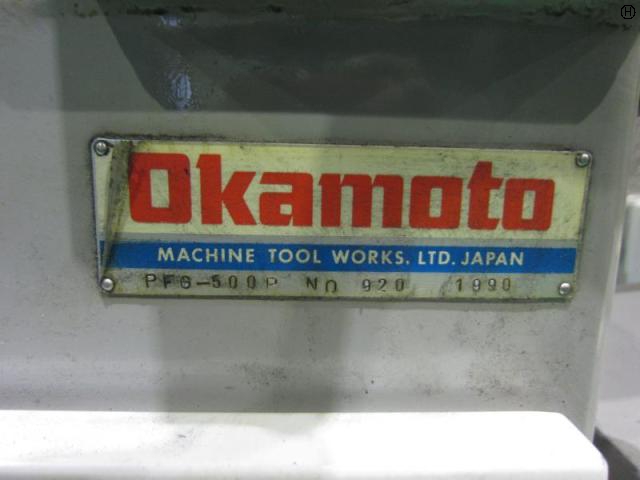 Ⓗ
Okamoto
MACHINE TOOL WORKS, LTD. JAPAN
PFG-500P NO 920 1990